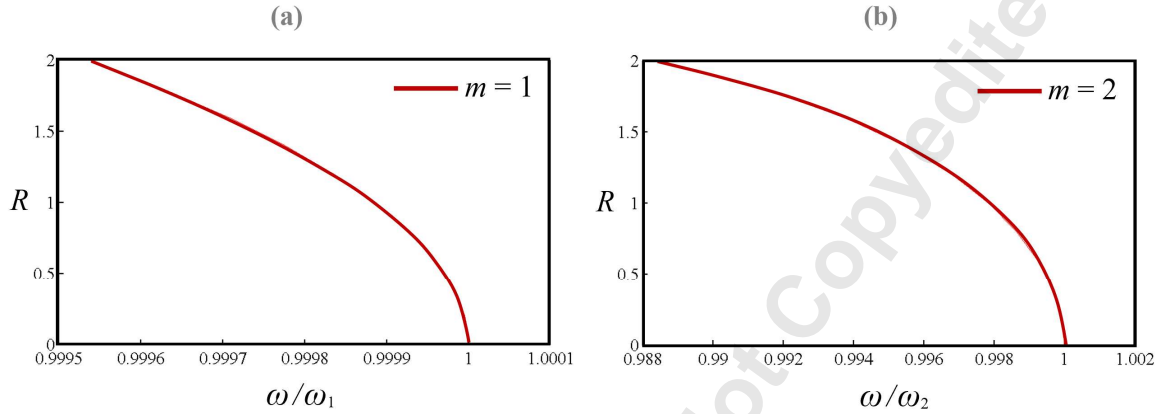 (a)
2
1.5
R
1
0.5
0
0.9995 0.9996 0.9997 0.9998 0.9999 1 1.0001
ω/ω₁
m = 1
(b)
2
1.5
R
1
0.5
0
0.988 0.99 0.992 0.994 0.996 0.998 1 1.002
ω/ω₂
m = 2
ot Copyedite